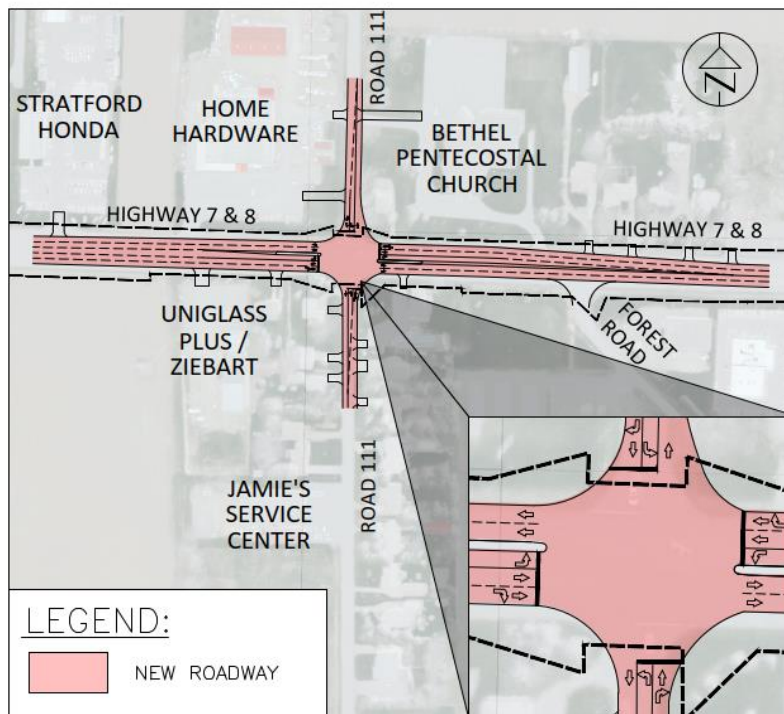 ROAD 111
N
STRATFORD
HONDA
HOME
HARDWARE
BETHEL
PENTECOSTAL
CHURCH
HIGHWAY 7 & 8
HIGHWAY 7 & 8
UNIGLASS
PLUS /
ZIEBART
FOREST
ROAD
JAMIE'S
SERVICE
CENTER
ROAD 111
LEGEND:
NEW ROADWAY